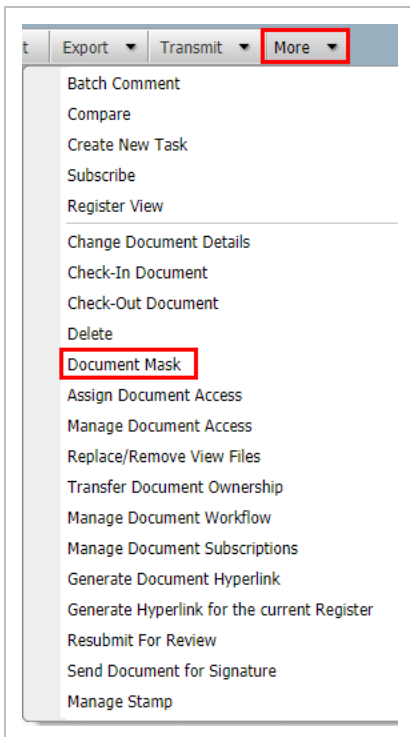 t Export Transmit More
Batch Comment
Compare
Create New Task
Subscribe
Register View
Change Document Details
Check-In Document
Check-Out Document
Delete
Document Mask
Assign Document Access
Manage Document Access
Replace/Remove View Files
Transfer Document Ownership
Manage Document Workflow
Manage Document Subscriptions
Generate Document Hyperlink
Generate Hyperlink for the current Register
Resubmit For Review
Send Document for Signature
Manage Stamp